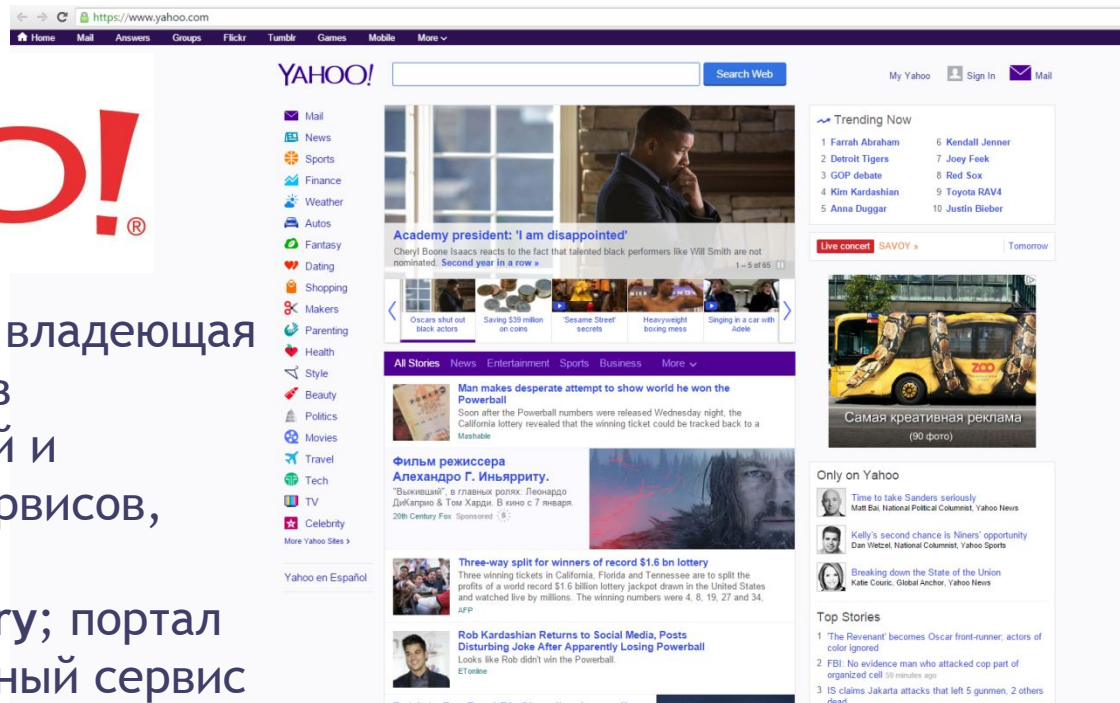 https://www.yahoo.com
Home Mail Answers Groups Flickr Tumblr Games Mobile More
YAHOO!
Search Web
My Yahoo Sign In Mail
O!®
владеющая
в
й и
рвисов,
ry; портал
ный сервис
Mail
News
Sports
Finance
Weather
Autos
Fantasy
Dating
Shopping
Makers
Parenting
Health
Style
Beauty
Politics
Movies
Travel
Tech
TV
Celebrity
More Yahoo Sites >
Yahoo en Español
Academy president: 'I am disappointed'
Cheryl Boone Isaacs reacts to the fact that talented black performers like Will Smith are not
nominated. Second year in a row »
1 – 5 of 65
Oscars shut out
black actors
Saving $39 million
on coins
'Sesame Street'
secrets
Heavyweight
boxing mess
Singing in a car with
Adele
All Stories News Entertainment Sports Business More
Man makes desperate attempt to show world he won the
Powerball
Soon after the Powerball numbers were released Wednesday night, the
California lottery revealed that the winning ticket could be tracked back to a
Mashable
Фильм режиссера
Алехандро Г. Иньярриту.
"Выживший", в главных ролях: Леонардо
ДиКаприо & Том Харди. В кино с 7 января.
20th Century Fox Sponsored
Three-way split for winners of record $1.6 bn lottery
Three winning tickets in California, Florida and Tennessee are to split the
profits of a world record $1.6 billion lottery jackpot drawn in the United States
and watched live by millions. The winning numbers were 4, 8, 19, 27 and 34,
AFP
Rob Kardashian Returns to Social Media, Posts
Disturbing Joke After Apparently Losing Powerball
Looks like Rob didn't win the Powerball.
ETonline
Trending Now
1 Farrah Abraham
2 Detroit Tigers
3 GOP debate
4 Kim Kardashian
5 Anna Duggar
6 Kendall Jenner
7 Joey Feek
8 Red Sox
9 Toyota RAV4
10 Justin Bieber
Live concert SAVOY » Tomorrow
ZOO
Самая креативная реклама
(90 фото)
Only on Yahoo
Time to take Sanders seriously
Matt Bai, National Political Columnist, Yahoo News
Kelly's second chance is Niners' opportunity
Dan Wetzel, National Columnist, Yahoo Sports
Breaking down the State of the Union
Katie Couric, Global Anchor, Yahoo News
Top Stories
1 'The Revenant' becomes Oscar front-runner; actors of
color ignored
2 FBI: No evidence man who attacked cop part of
organized cell 59 minutes ago
3 IS claims Jakarta attacks that left 5 gunmen, 2 others
dead